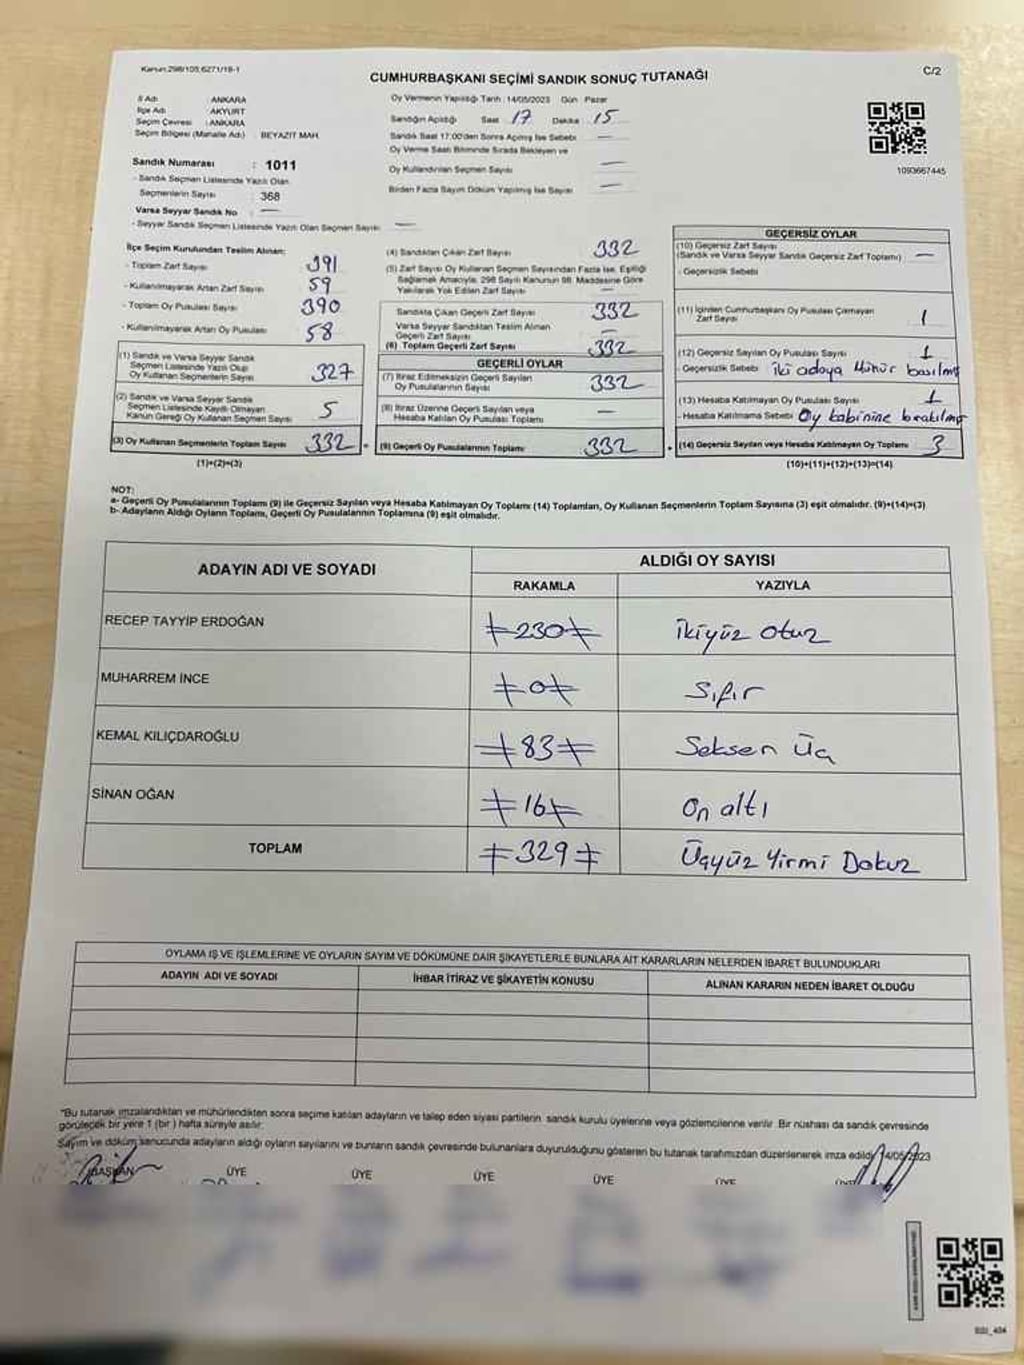 Kanun:298/105;6271/19-1
CUMHURBAŞKANI SEÇİMİ SANDIK SONUÇ TUTANAĞI
C/2
İl Adı ANKARA
İlçe Adı : AKYURT
Seçim Çevresi : ANKARA
Seçim Bölgesi (Mahalle Adı) : BEYAZIT MAH.
Oy Vermenin Yapıldığı Tarih :14/05/2023 Gün Pazar
Sandığın Açıldığı Saat 17 Dakika 15
Sandık Saat 17:00'den Sonra Açılmış İse Sebebi —
Oy Verme Saati Bitiminde Sırada Bekleyen ve
Oy Kullandırılan Seçmen Sayısı —
Birden Fazla Sayım Döküm Yapılmış İse Sayısı —
1093667445
Sandık Numarası : 1011
- Sandık Seçmen Listesinde Yazılı Olan
Seçmenlerin Sayısı 368
Varsa Seyyar Sandık No : —
- Seyyar Sandık Seçmen Listesinde Yazılı Olan Seçmen Sayısı —
İlçe Seçim Kurulundan Teslim Alınan:
- Toplam Zarf Sayısı 391
- Kullanılmayarak Artan Zarf Sayısı 59
- Toplam Oy Pusulası Sayısı 390
- Kullanılmayarak Artan Oy Pusulası 58
(1) Sandık ve Varsa Seyyar Sandık
Seçmen Listesinde Yazılı Olup
Oy Kullanan Seçmenlerin Sayısı 327
(2) Sandık ve Varsa Seyyar Sandık
Seçmen Listesinde Kayıtlı Olmayan
Kanun Gereği Oy Kullanan Seçmen Sayısı 5
(3) Oy Kullanan Seçmenlerin Toplam Sayısı 332
(1)+(2)=(3)
(4) Sandıktan Çıkan Zarf Sayısı 332
(5) Zarf Sayısı Oy Kullanan Seçmen Sayısından Fazla İse, Eşitliği
Sağlamak Amacıyla; 298 Sayılı Kanunun 98. Maddesine Göre
Yakılarak Yok Edilen Zarf Sayısı —
Sandıkta Çıkan Geçerli Zarf Sayısı 332
Varsa Seyyar Sandıktan Teslim Alınan
Geçerli Zarf Sayısı —
(6) Toplam Geçerli Zarf Sayısı 332
GEÇERLİ OYLAR
(7) İtiraz Edilmeksizin Geçerli Sayılan
Oy Pusulalarının Sayısı 332
(8) İtiraz Üzerine Geçerli Sayılan veya
Hesaba Katılan Oy Pusulası Toplamı —
(9) Geçerli Oy Pusulalarının Toplamı 332
GEÇERSİZ OYLAR
(10) Geçersiz Zarf Sayısı
(Sandık ve Varsa Seyyar Sandık Geçersiz Zarf Toplamı) —
- Geçersizlik Sebebi
(11) İçinden Cumhurbaşkanı Oy Pusulası Çıkmayan
Zarf Sayısı 1
(12) Geçersiz Sayılan Oy Pusulası Sayısı 1
- Geçersizlik Sebebi iki adaya Mühür basılmış
(13) Hesaba Katılmayan Oy Pusulası Sayısı 1
- Hesaba Katılmama Sebebi Oy kabinine bırakılmış
(14) Geçersiz Sayılan veya Hesaba Katılmayan Oy Toplamı 3
(10)+(11)+(12)+(13)=(14)
NOT:
a- Geçerli Oy Pusulalarının Toplamı (9) ile Geçersiz Sayılan veya Hesaba Katılmayan Oy Toplamı (14) Toplamları, Oy Kullanan Seçmenlerin Toplam Sayısına (3) eşit olmalıdır. (9)+(14)=(3)
b- Adayların Aldığı Oyların Toplamı, Geçerli Oy Pusulalarının Toplamına (9) eşit olmalıdır.
ADAYIN ADI VE SOYADI
ALDIĞI OY SAYISI
RAKAMLA YAZIYLA
RECEP TAYYİP ERDOĞAN 230 ikiyüz otuz
MUHARREM İNCE 0 Sıfır
KEMAL KILIÇDAROĞLU 83 Seksen Üç
SİNAN OĞAN 16 On altı
TOPLAM 329 Üçyüz Yirmi Dokuz
OYLAMA İŞ VE İŞLEMLERİNE VE OYLARIN SAYIM VE DÖKÜMÜNE DAİR ŞİKAYETLERLE BUNLARA AİT KARARLARIN NELERDEN İBARET BULUNDUKLARI
ADAYIN ADI VE SOYADI İHBAR İTİRAZ VE ŞİKAYETİN KONUSU ALINAN KARARIN NEDEN İBARET OLDUĞU
"Bu tutanak imzalandıktan ve mühürlendikten sonra seçime katılan adayların ve talep eden siyasi partilerin sandık kurulu üyelerine veya gözlemcilerine verilir. Bir nüshası da sandık çevresinde
görülecek bir yere 1 (bir) hafta süreyle asılır.
Sayım ve döküm sonucunda adayların aldığı oyların sayılarını ve bunların sandık çevresinde bulunanlara duyurulduğunu gösteren bu tutanak tarafımızdan düzenlenerek imza edildi. 14/05/2023
BAŞKAN ÜYE ÜYE ÜYE ÜYE ÜYE ÜYE